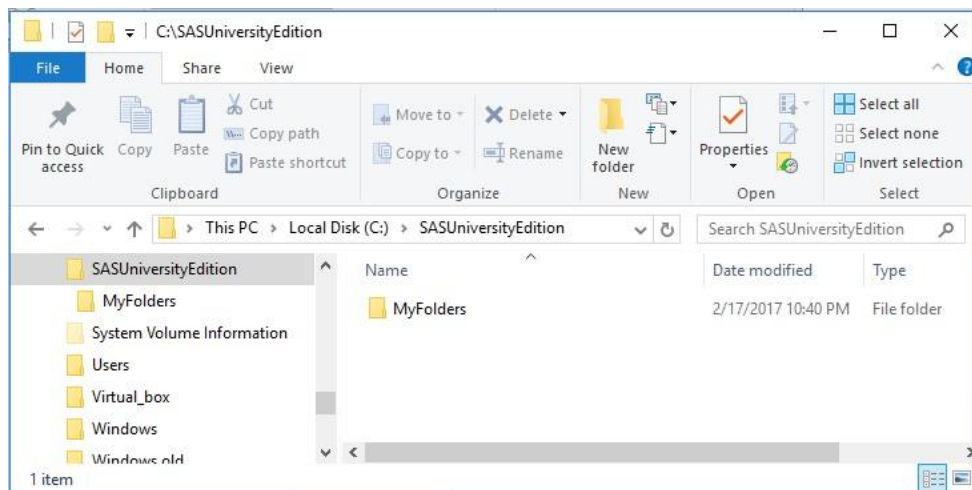 C:\SASUniversityEdition
File Home Share View
Pin to Quick access
Copy
Paste
Cut
Copy path
Paste shortcut
Clipboard
Move to
Copy to
Delete
Rename
Organize
New folder
New
Properties
Open
Select all
Select none
Invert selection
Select
This PC > Local Disk (C:) > SASUniversityEdition
Search SASUniversityEdition
SASUniversityEdition
MyFolders
System Volume Information
Users
Virtual_box
Windows
Windows.old
Name Date modified Type
MyFolders 2/17/2017 10:40 PM File folder
1 item